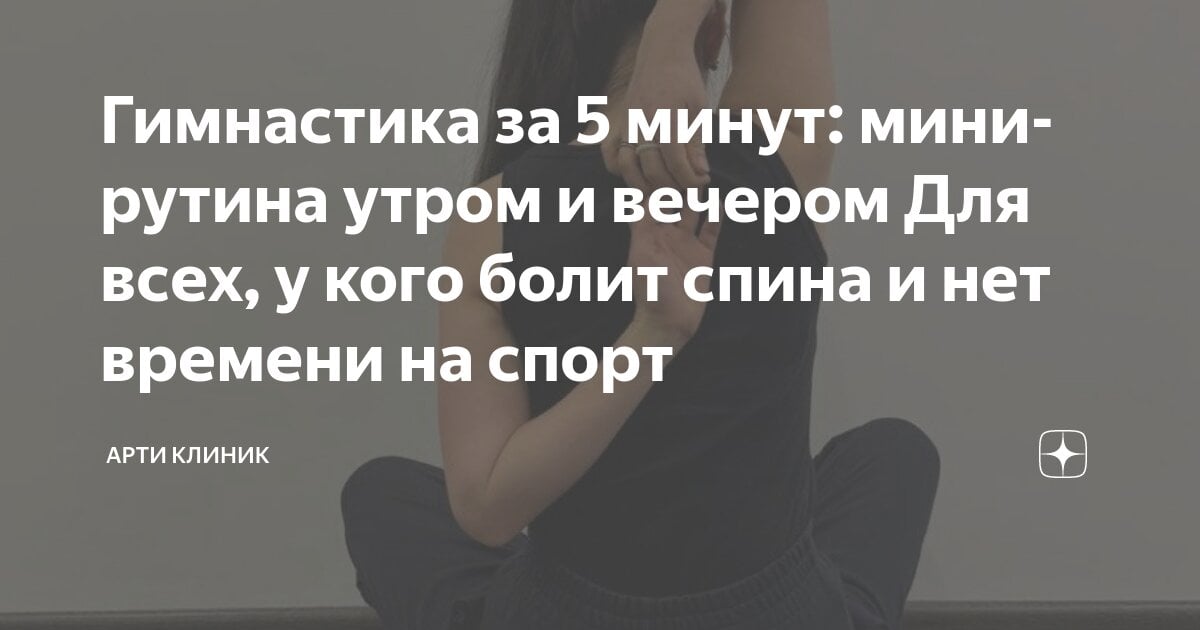 Гимнастика за 5 минут: мини-
рутина утром и вечером Для
всех, у кого болит спина и нет
времени на спорт
АРТИ КЛИНИК